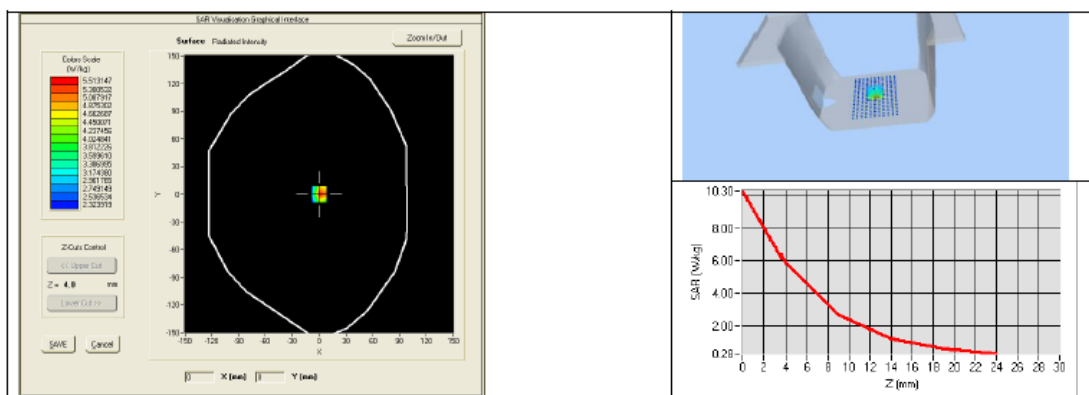 SAR Visualisation Graphical Interface
Surface Radiated Intensity
Zoom In/Out
Colors Scale
(W/kg)
5.513147
5.300532
5.087917
4.875302
4.662687
4.450071
4.237456
4.024841
3.812226
3.599610
3.386995
3.174380
2.961765
2.749149
2.536534
2.323919
Z-Cuts Control
<< Upper Cut
Z = 4.0 mm
Lower Cut >>
SAVE
Cancel
150
120
90
60
30
0
-30
-60
-90
-120
-150
Y
-150 -120 -90 -60 -30 0 30 60 90 120 150
X
0 X (mm) Y (mm)
10.30
8.00
6.00
4.00
2.00
0.28
SAR (W/kg)
0 2 4 6 8 10 12 14 16 18 20 22 24 26 28 30
Z (mm)